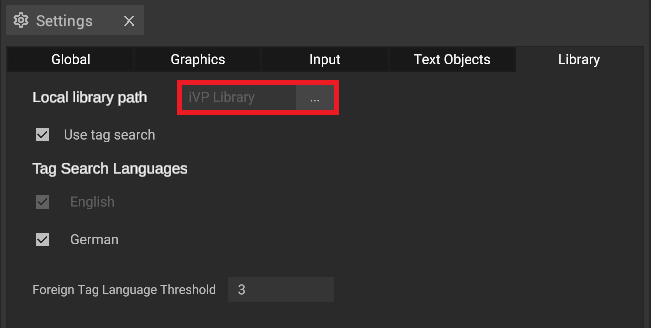 Settings
Global Graphics Input Text Objects Library
Local library path iVP Library ...
Use tag search
Tag Search Languages
English
German
Foreign Tag Language Threshold 3